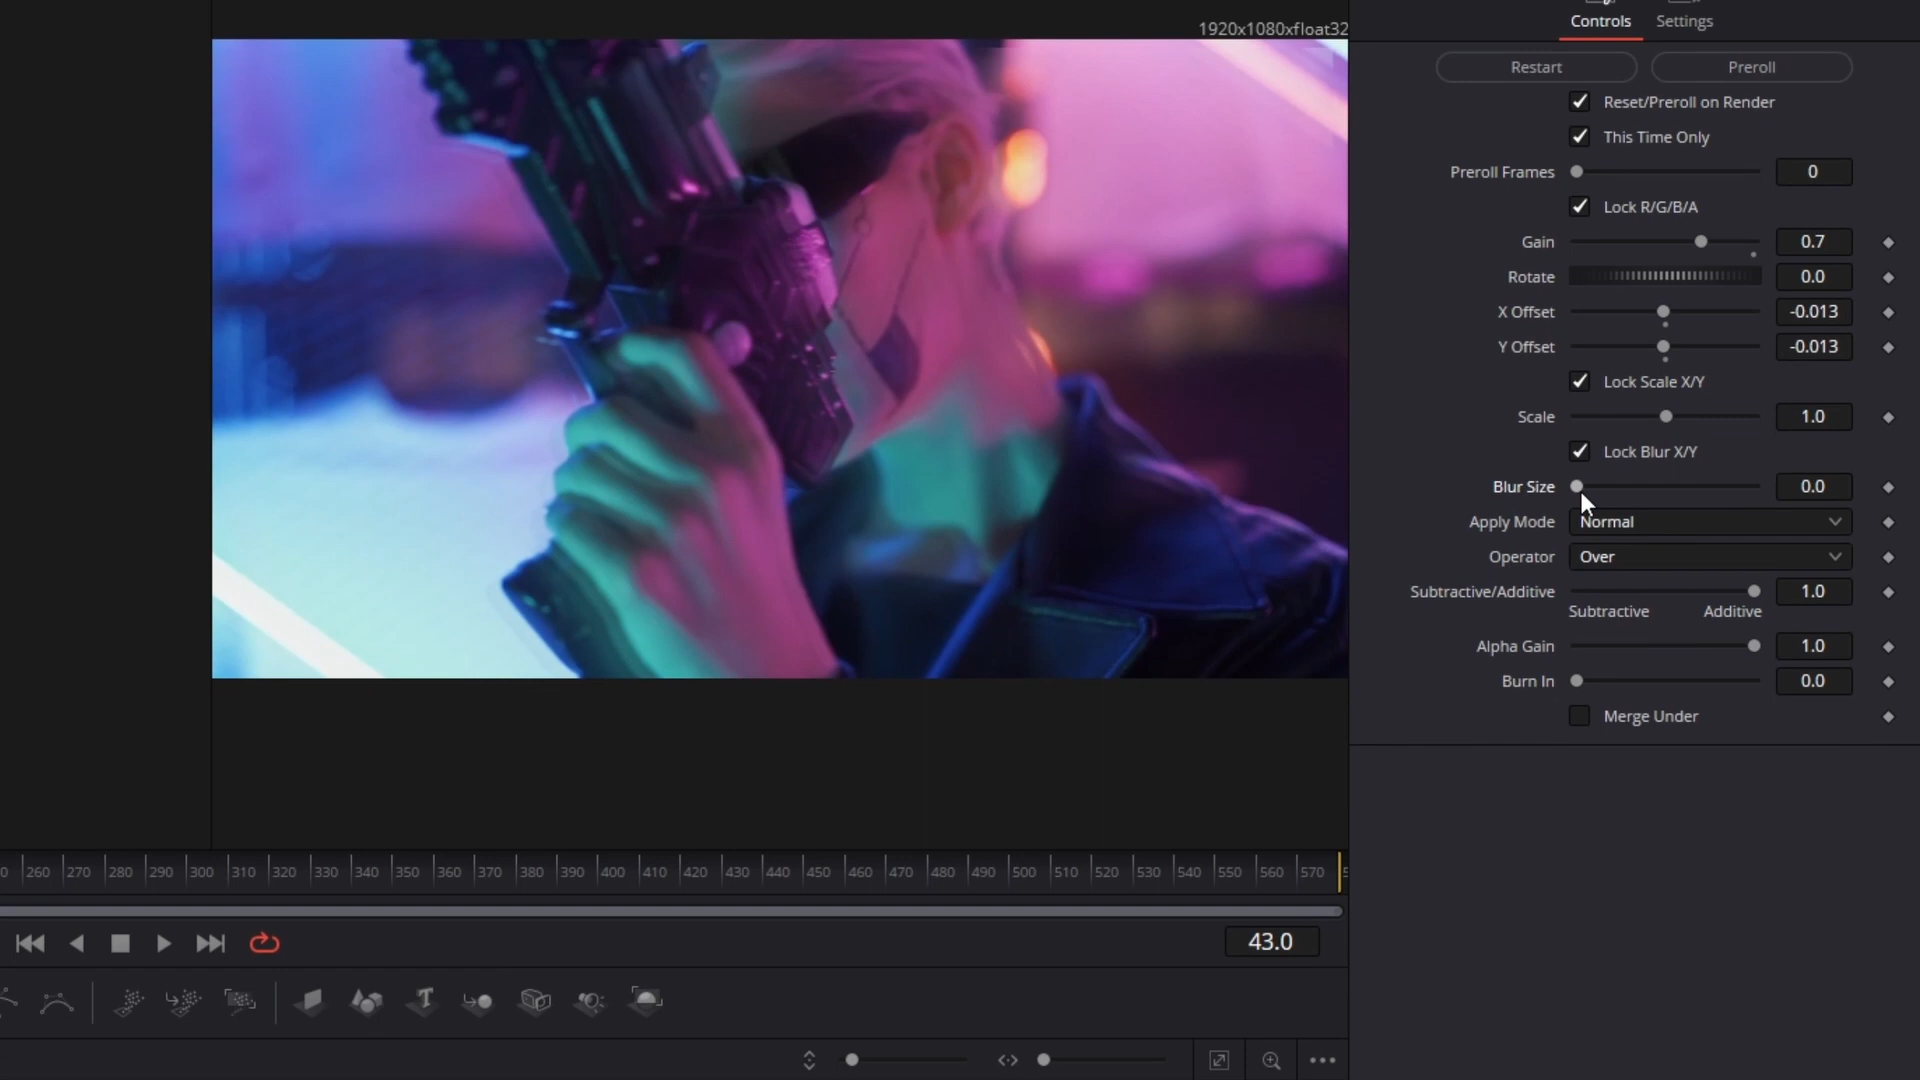 1920x1080xfloat32
Controls Settings
Restart Preroll
Reset/Preroll on Render
This Time Only
Preroll Frames 0
Lock R/G/B/A
Gain 0.7
Rotate 0.0
X Offset -0.013
Y Offset -0.013
Lock Scale X/Y
Scale 1.0
Lock Blur X/Y
Blur Size 0.0
Apply Mode Normal
Operator Over
Subtractive/Additive 1.0
Subtractive Additive
Alpha Gain 1.0
Burn In 0.0
Merge Under
260 270 280 290 300 310 320 330 340 350 360 370 380 390 400 410 420 430 440 450 460 470 480 490 500 510 520 530 540 550 560 570
43.0